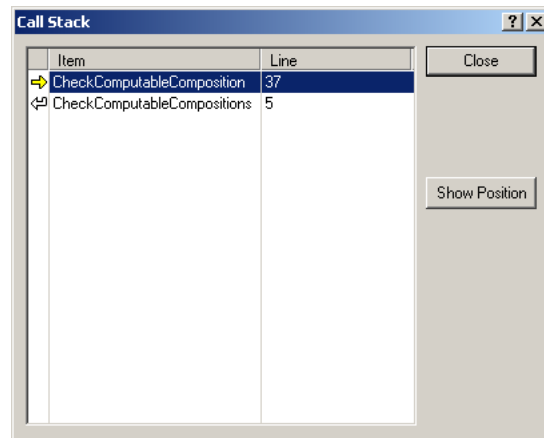 Call Stack
Item Line
CheckComputableComposition 37
CheckComputableCompositions 5
Close
Show Position